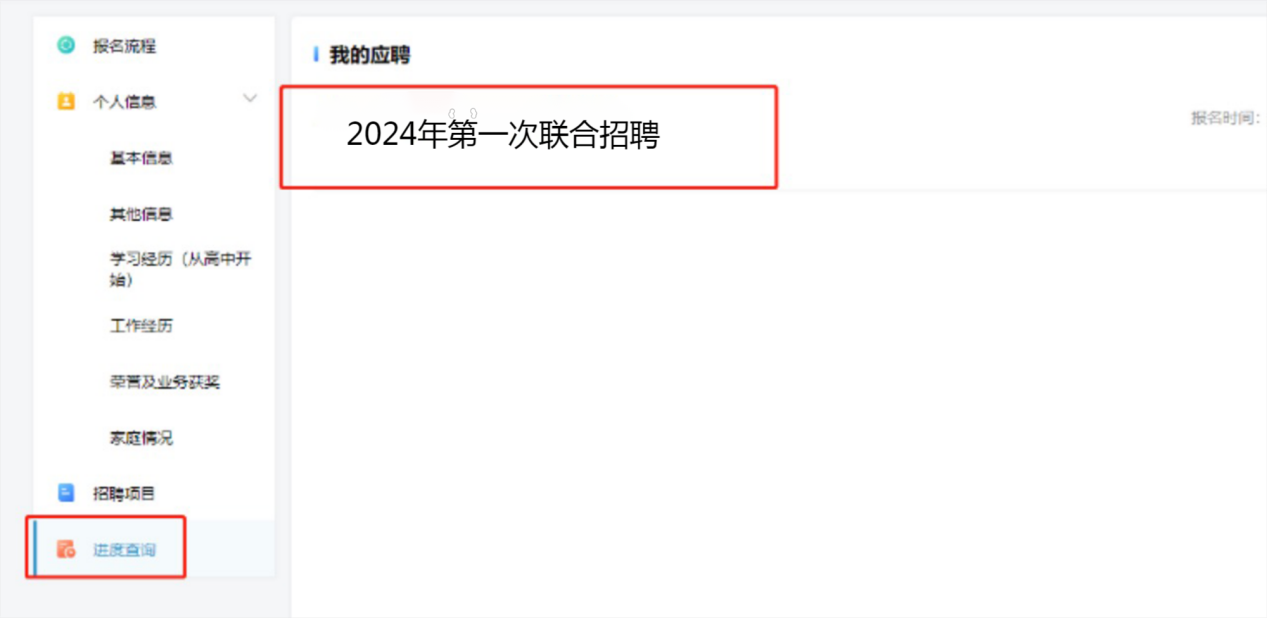 报名流程
个人信息
基本信息
其他信息
学习经历（从高中开
始）
工作经历
荣誉及业务获奖
家庭情况
招聘项目
进度查询
我的应聘
2024年第一次联合招聘
报名时间：